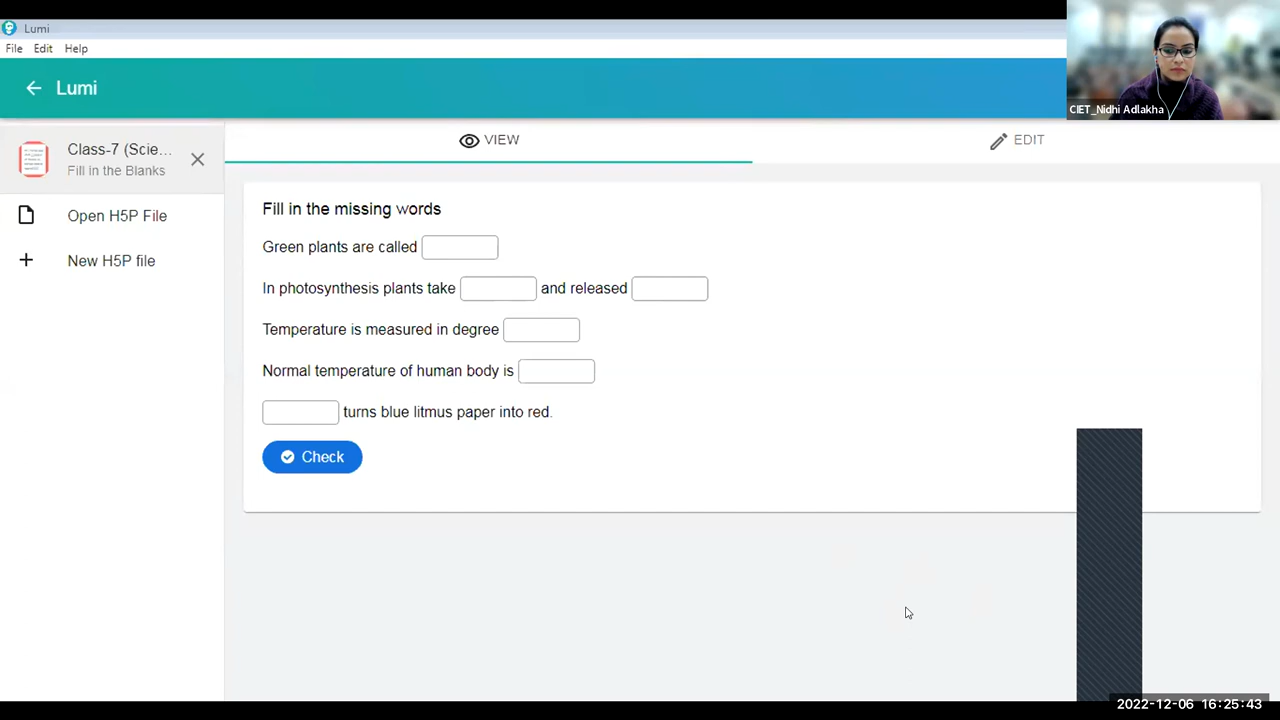 Lumi
File Edit Help
Lumi
CIET_Nidhi Adlakha
Class-7 (Scie...
Fill in the Blanks
Open H5P File
New H5P file
VIEW
EDIT
Fill in the missing words
Green plants are called
In photosynthesis plants take and released
Temperature is measured in degree
Normal temperature of human body is
turns blue litmus paper into red.
Check
2022-12-06 16:25:43